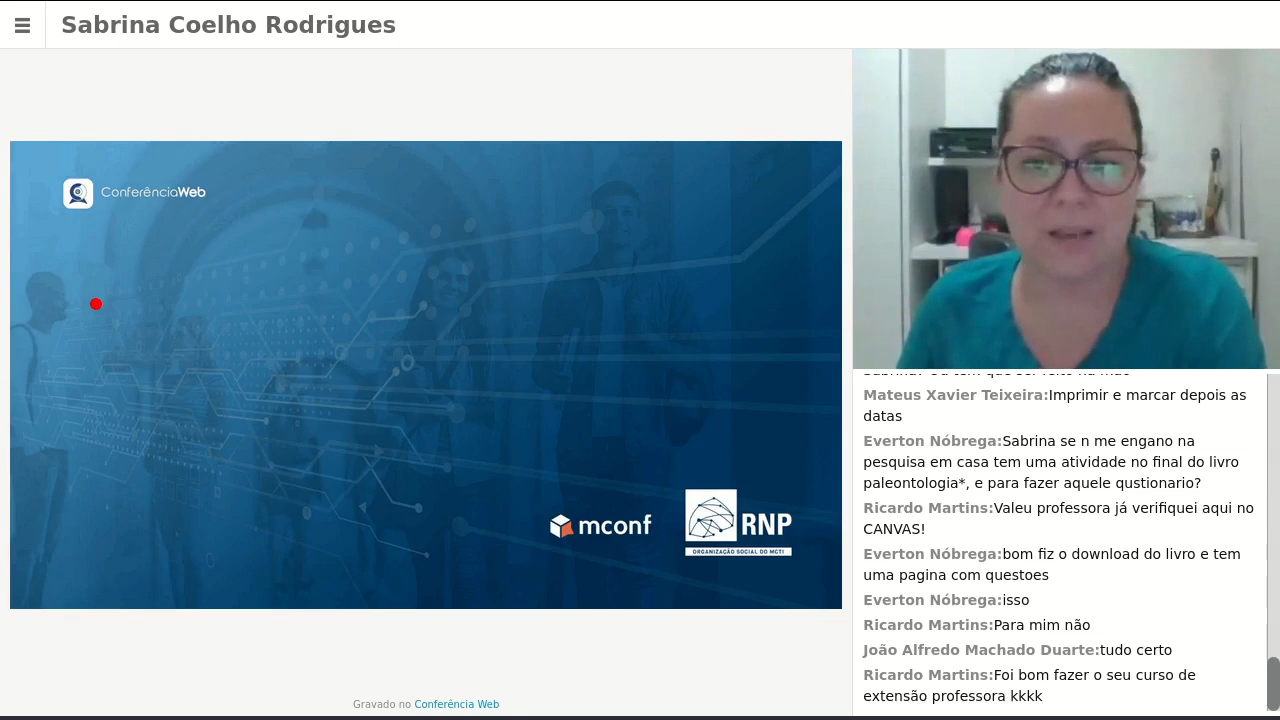 Sabrina Coelho Rodrigues
ConferênciaWeb
mconf
RNP
ORGANIZAÇÃO SOCIAL DO MCTI
Gravado no Conferência Web
Mateus Xavier Teixeira:Imprimir e marcar depois as
datas
Everton Nóbrega:Sabrina se n me engano na
pesquisa em casa tem uma atividade no final do livro
paleontologia*, e para fazer aquele qustionario?
Ricardo Martins:Valeu professora já verifiquei aqui no
CANVAS!
Everton Nóbrega:bom fiz o download do livro e tem
uma pagina com questoes
Everton Nóbrega:isso
Ricardo Martins:Para mim não
João Alfredo Machado Duarte:tudo certo
Ricardo Martins:Foi bom fazer o seu curso de
extensão professora kkkk